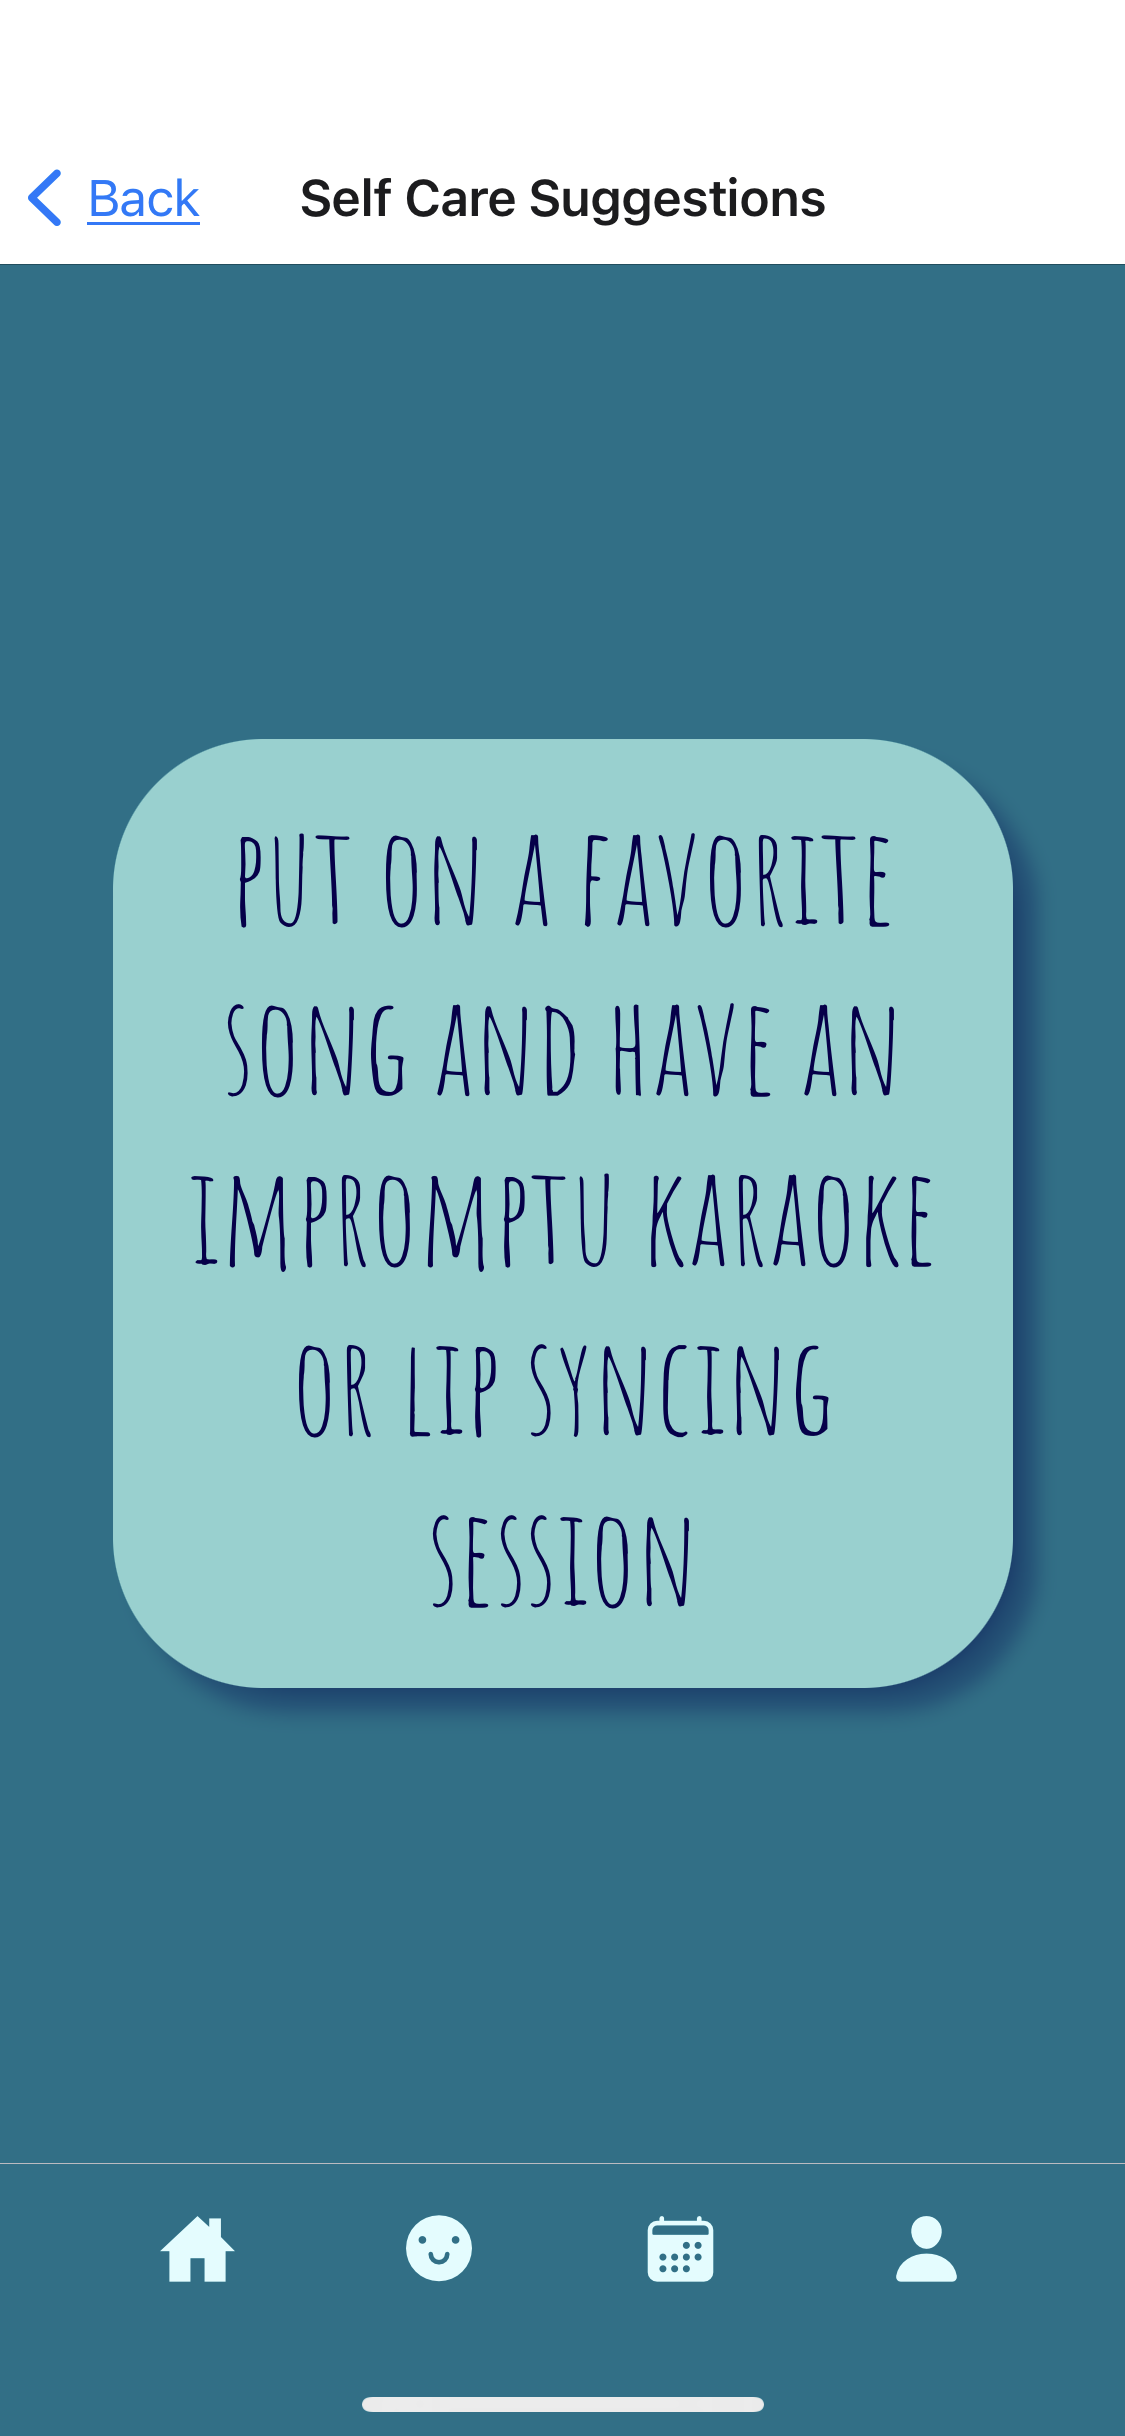 Back
Self Care Suggestions
PUT ON A FAVORITE
SONG AND HAVE AN
IMPROMPTU KARAOKE
OR LIP SYNCING
SESSION